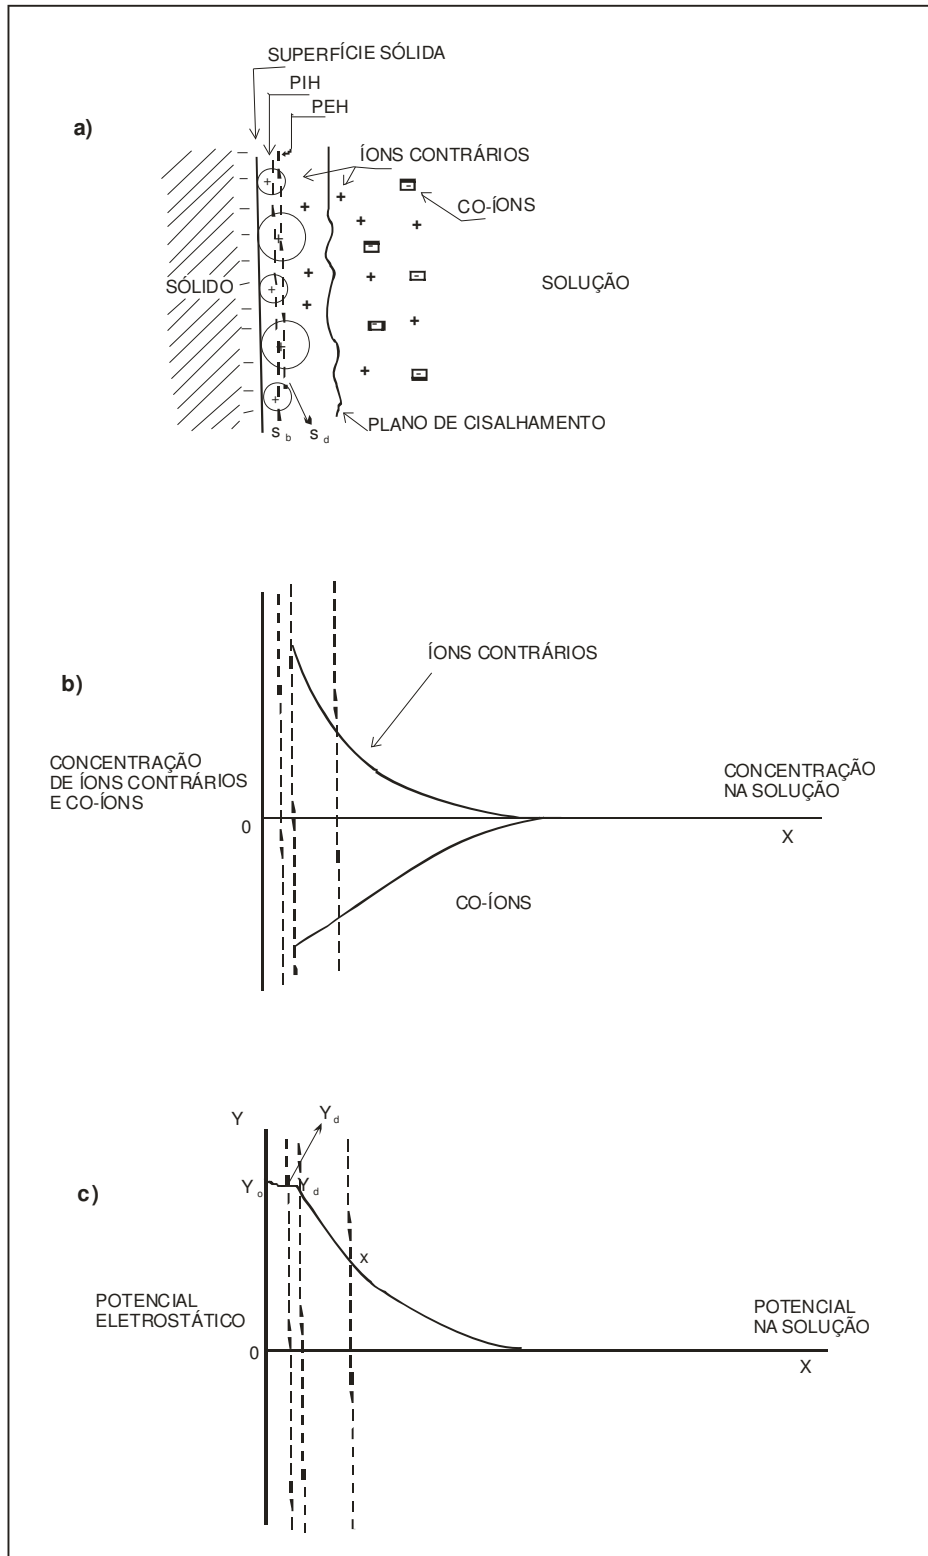 SUPERFÍCIE SÓLIDA
PIH
PEH
a)
ÍONS CONTRÁRIOS
CO-ÍONS
SÓLIDO
SOLUÇÃO
PLANO DE CISALHAMENTO
S b
S d
b)
ÍONS CONTRÁRIOS
CONCENTRAÇÃO
DE ÍONS CONTRÁRIOS
E CO-ÍONS
CONCENTRAÇÃO
NA SOLUÇÃO
0
X
CO-ÍONS
Y
Y d
c)
Y o
Y d
x
POTENCIAL
ELETROSTÁTICO
POTENCIAL
NA SOLUÇÃO
0
X